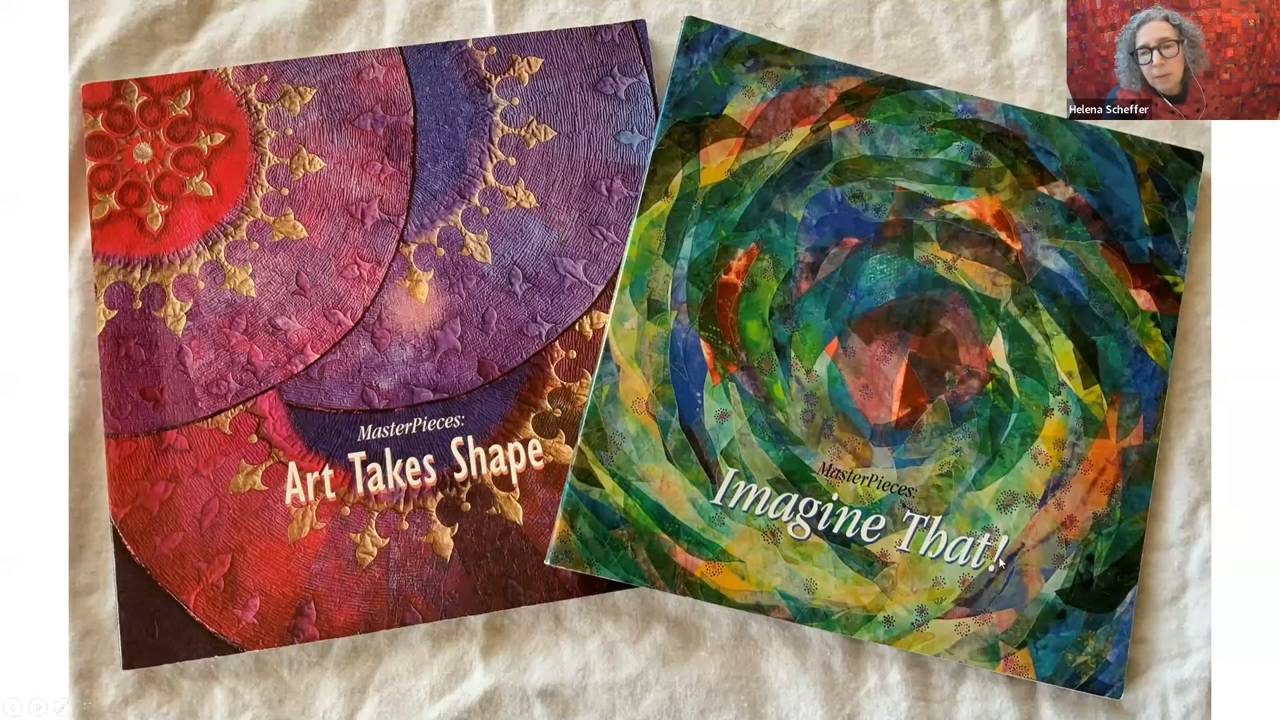 Helena Scheffer
MasterPieces:
Art Takes Shape
MasterPieces:
Imagine That!